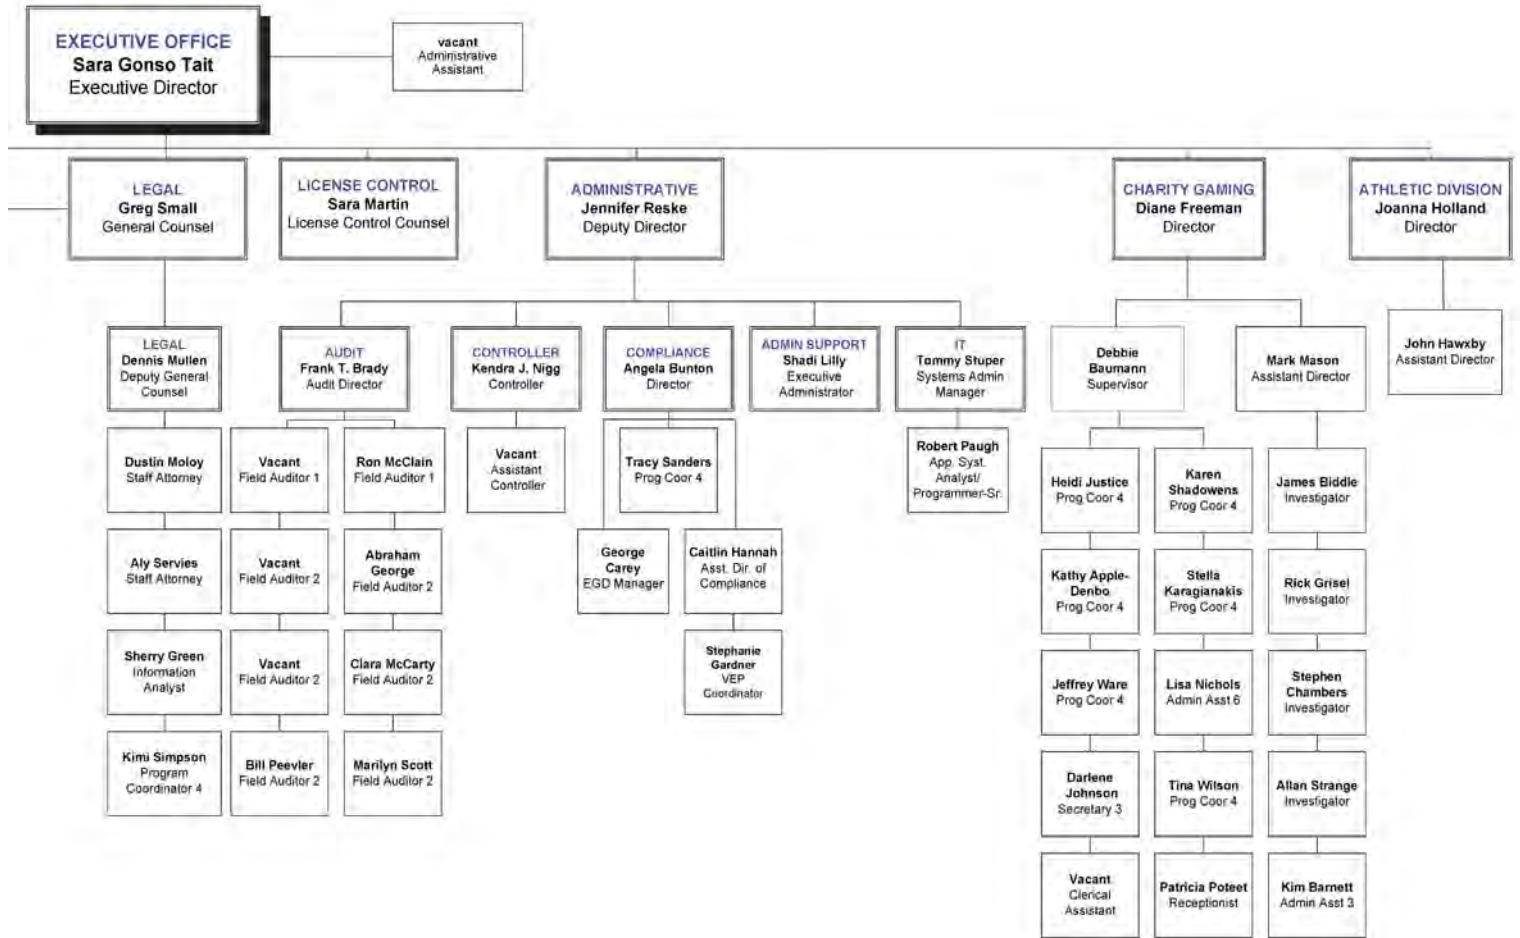 EXECUTIVE OFFICE
Sara Gonso Tait
Executive Director
vacant
Administrative
Assistant
LEGAL
Greg Small
General Counsel
LICENSE CONTROL
Sara Martin
License Control Counsel
ADMINISTRATIVE
Jennifer Reske
Deputy Director
CHARITY GAMING
Diane Freeman
Director
ATHLETIC DIVISION
Joanna Holland
Director
LEGAL
Dennis Mullen
Deputy General
Counsel
AUDIT
Frank T. Brady
Audit Director
CONTROLLER
Kendra J. Nigg
Controller
COMPLIANCE
Angela Bunton
Director
ADMIN SUPPORT
Shadi Lilly
Executive
Administrator
IT
Tommy Stuper
Systems Admin
Manager
Debbie
Baumann
Supervisor
Mark Mason
Assistant Director
John Hawxby
Assistant Director
Dustin Moloy
Staff Attorney
Vacant
Field Auditor 1
Ron McClain
Field Auditor 1
Vacant
Assistant
Controller
Tracy Sanders
Prog Coor 4
Robert Paugh
App. Syst.
Analyst/
Programmer-Sr.
Heidi Justice
Prog Coor 4
Karen
Shadowens
Prog Coor 4
James Biddle
Investigator
Aly Servies
Staff Attorney
Vacant
Field Auditor 2
Abraham
George
Field Auditor 2
George
Carey
EGD Manager
Caitlin Hannah
Asst. Dir. of
Compliance
Kathy Apple-
Denbo
Prog Coor 4
Stella
Karagianakis
Prog Coor 4
Rick Grisel
Investigator
Sherry Green
Information
Analyst
Vacant
Field Auditor 2
Clara McCarty
Field Auditor 2
Stephanie
Gardner
VEP
Coordinator
Jeffrey Ware
Prog Coor 4
Lisa Nichols
Admin Asst 6
Stephen
Chambers
Investigator
Kimi Simpson
Program
Coordinator 4
Bill Peevler
Field Auditor 2
Marilyn Scott
Field Auditor 2
Darlene
Johnson
Secretary 3
Tina Wilson
Prog Coor 4
Allan Strange
Investigator
Vacant
Clerical
Assistant
Patricia Poteet
Receptionist
Kim Barnett
Admin Asst 3